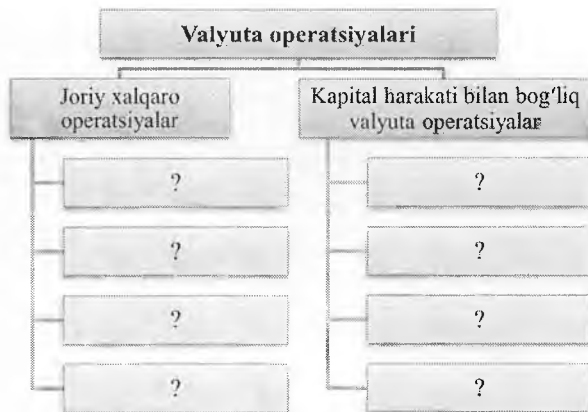 Valyuta operatsiyalari
Joriy xalqaro
operatsiyalar
Kapital harakati bilan bog‘liq
valyuta operatsiyalar
?
?
?
?
?
?
?
?